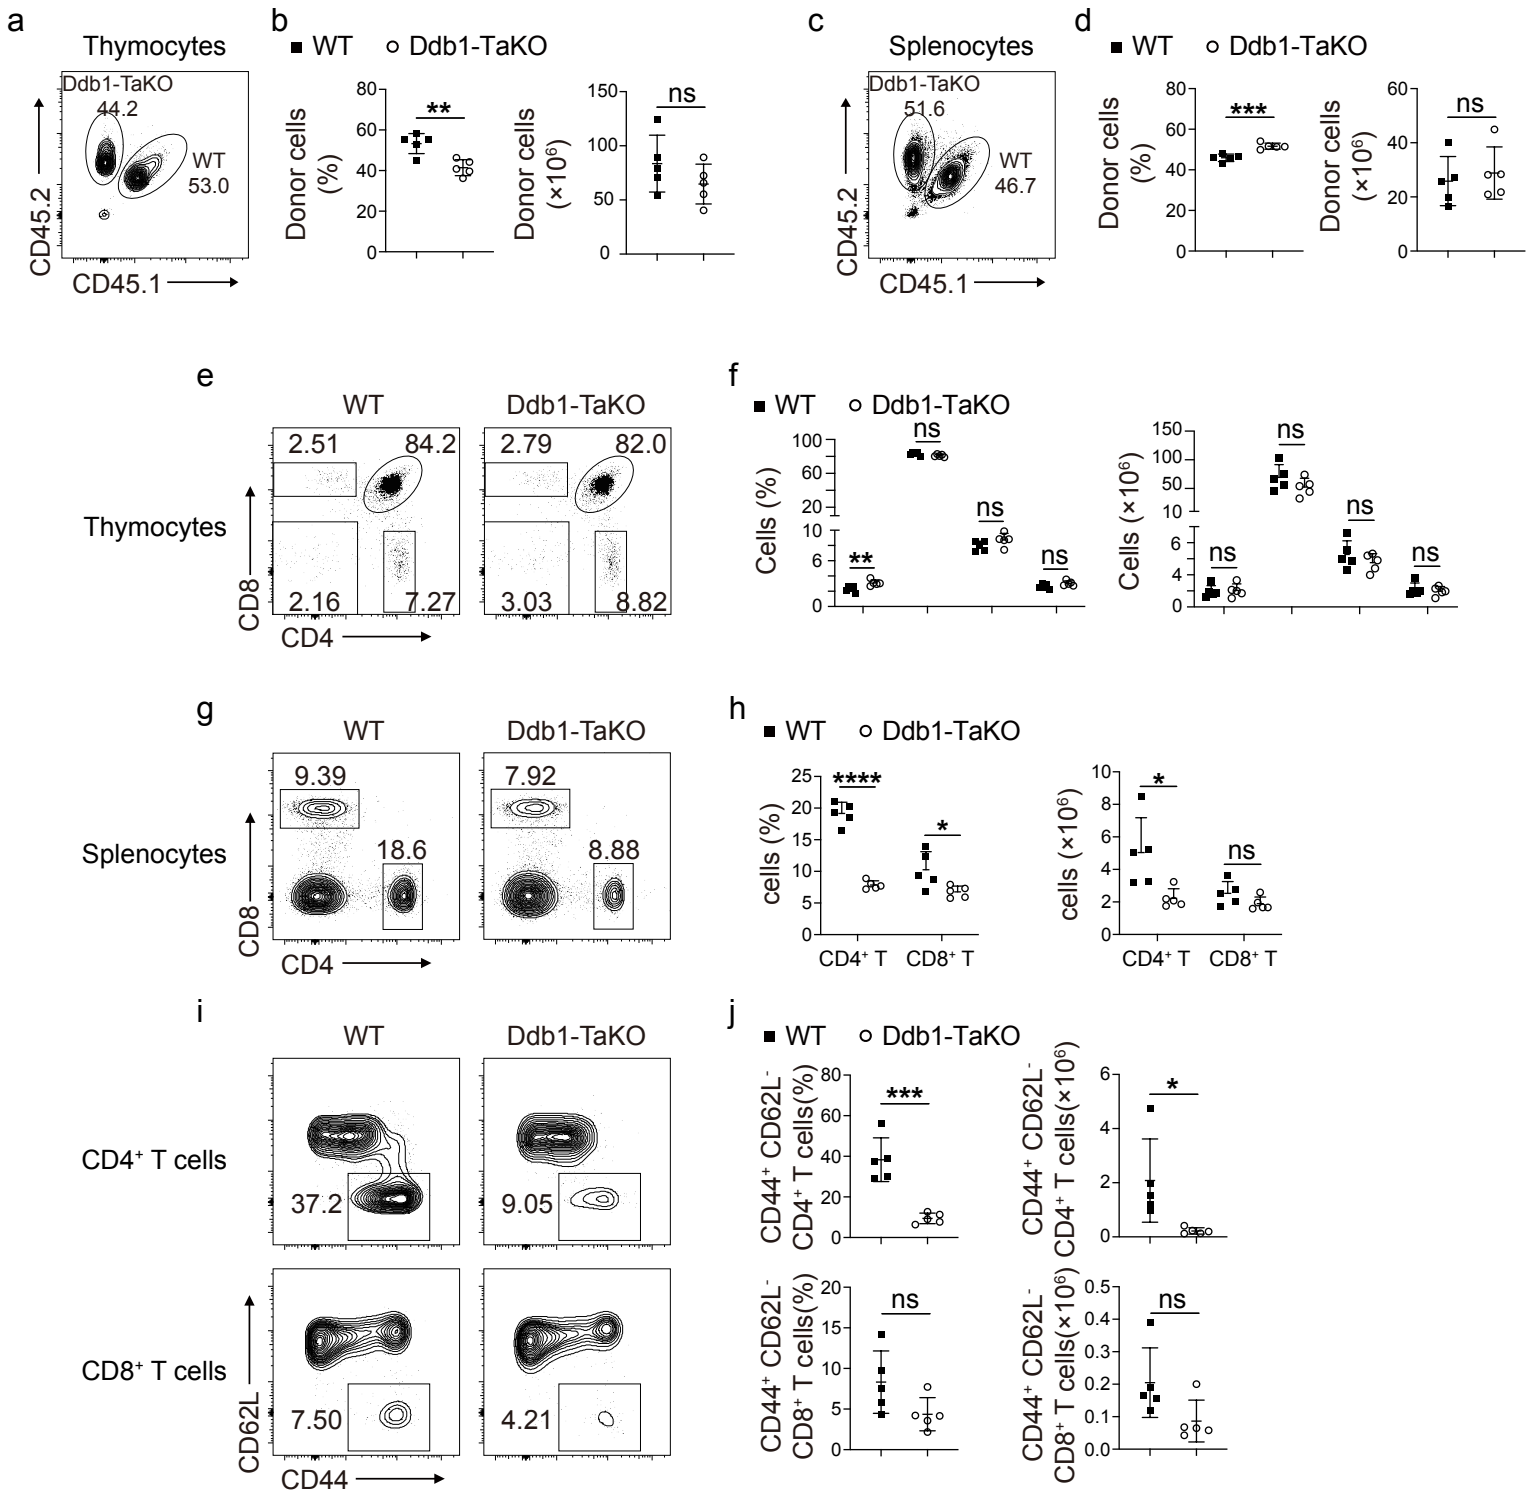 a
Thymocytes
Ddb1-TaKO
44.2
WT
53.0
CD45.2
CD45.1
b
WT
Ddb1-TaKO
Donor cells
(%)
80
60
40
20
0
**
Donor cells
(×10⁶)
150
100
50
0
ns
c
Splenocytes
Ddb1-TaKO
51.6
WT
46.7
CD45.2
CD45.1
d
WT
Ddb1-TaKO
Donor cells
(%)
80
60
40
20
0
***
Donor cells
(×10⁶)
60
40
20
0
ns
e
WT
Ddb1-TaKO
Thymocytes
2.51
84.2
2.16
7.27
2.79
82.0
3.03
8.82
CD8
CD4
f
WT
Ddb1-TaKO
Cells (%)
100
80
60
40
20
10
6
0
**
ns
ns
ns
Cells (×10⁶)
150
100
50
10
6
4
0
ns
ns
ns
ns
g
WT
Ddb1-TaKO
Splenocytes
9.39
18.6
7.92
8.88
CD8
CD4
h
WT
Ddb1-TaKO
cells (%)
25
20
15
10
5
0
****
*
CD4⁺ T
CD8⁺ T
cells (×10⁶)
10
8
6
4
2
0
*
ns
CD4⁺ T
CD8⁺ T
i
WT
Ddb1-TaKO
CD4⁺ T cells
37.2
9.05
CD8⁺ T cells
7.50
4.21
CD62L
CD44
j
WT
Ddb1-TaKO
CD44⁺ CD62L⁻
CD4⁺ T cells(%)
80
60
40
20
0
***
CD44⁺ CD62L⁻
CD4⁺ T cells(×10⁶)
6
4
2
0
*
CD44⁺ CD62L⁻
CD8⁺ T cells(%)
20
15
10
5
0
ns
CD44⁺ CD62L⁻
CD8⁺ T cells(×10⁶)
0.5
0.4
0.3
0.2
0.1
0.0
ns